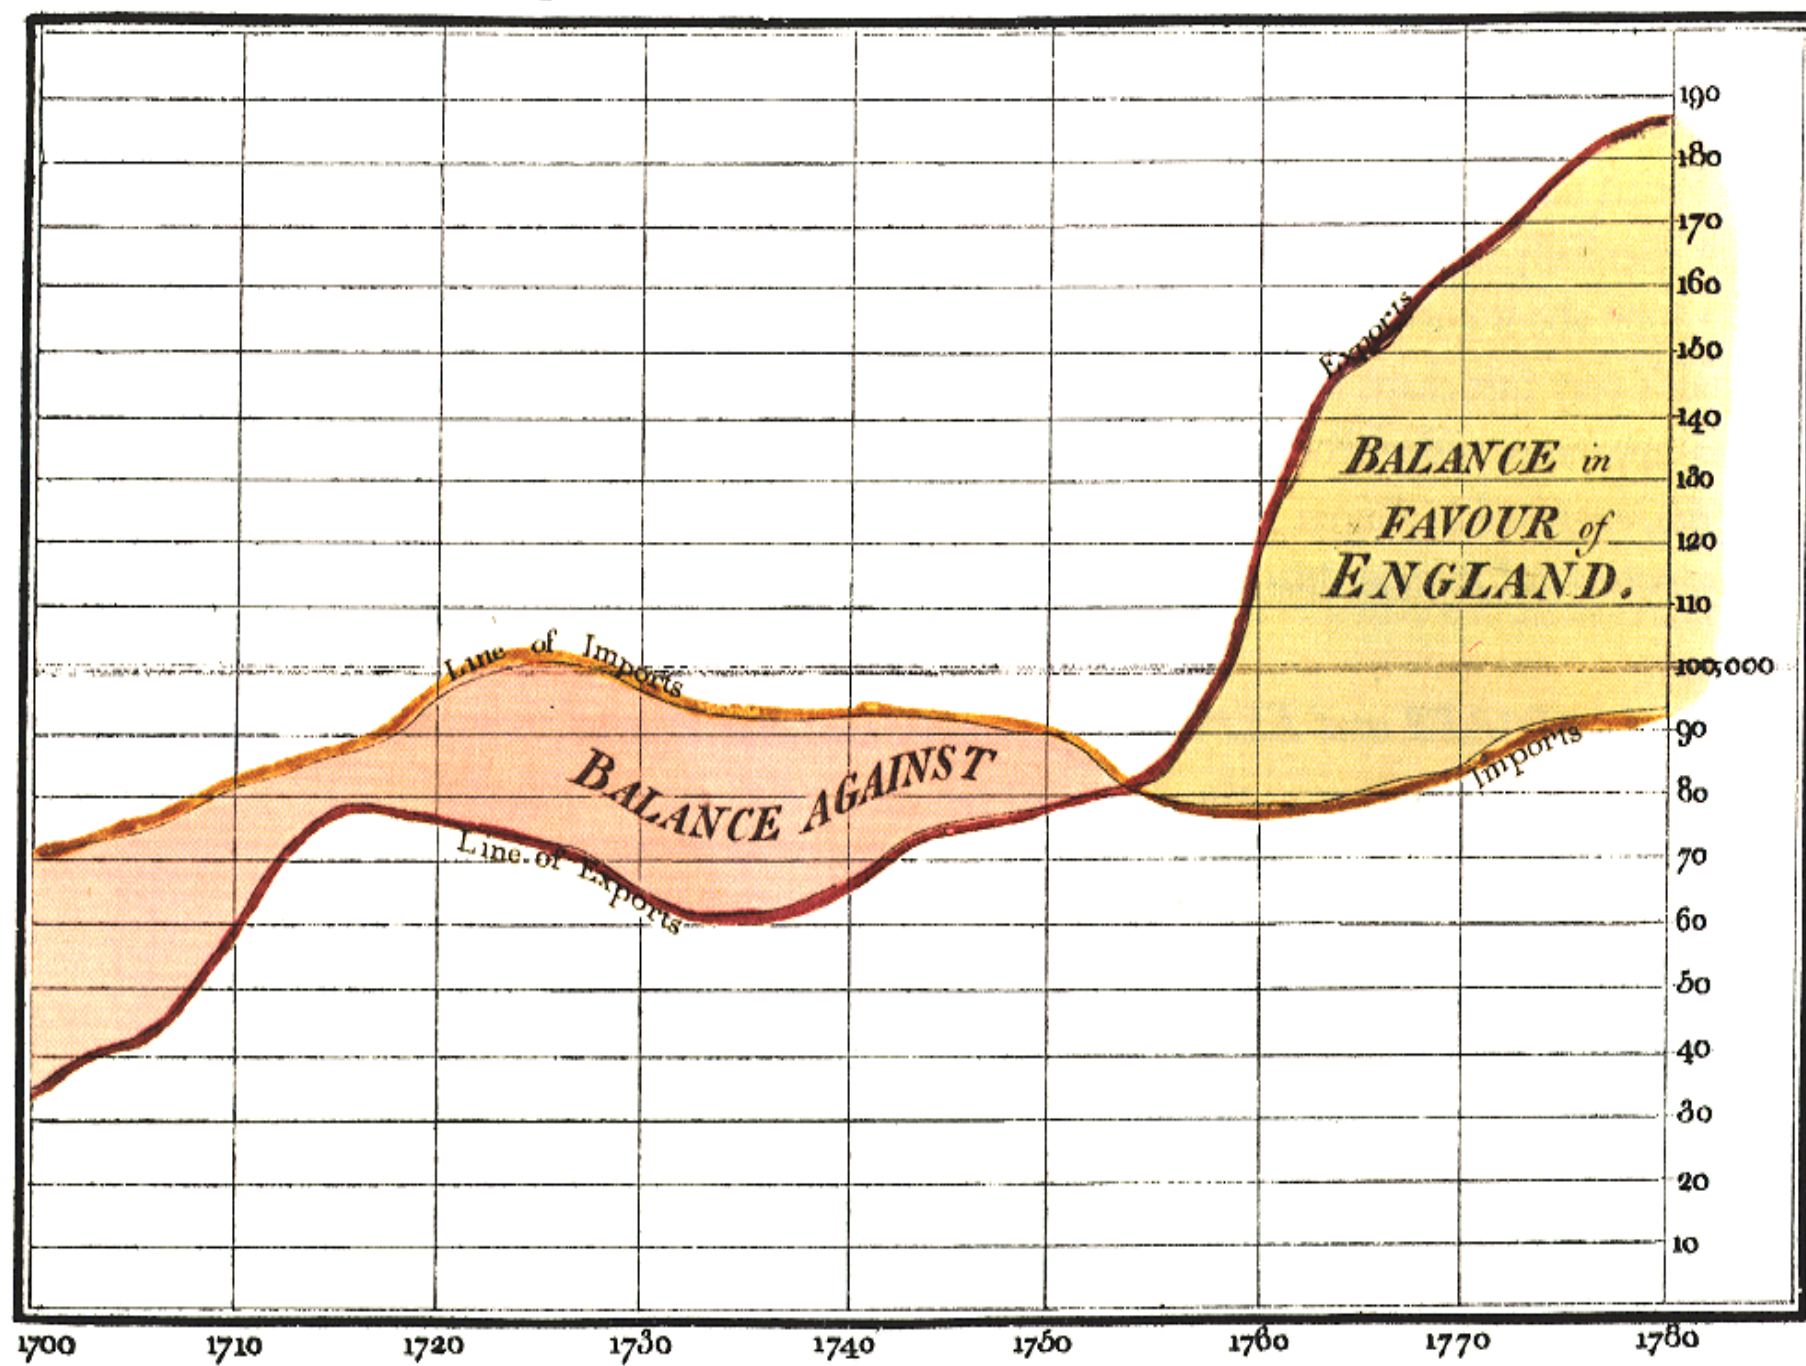 190
180
170
160
150
140
130
120
110
100,000
90
80
70
60
50
40
30
20
10
Exports
BALANCE in
FAVOUR of
ENGLAND.
Line of Imports
Imports
BALANCE AGAINST
Line of Exports
1700 1710 1720 1730 1740 1750 1760 1770 1780